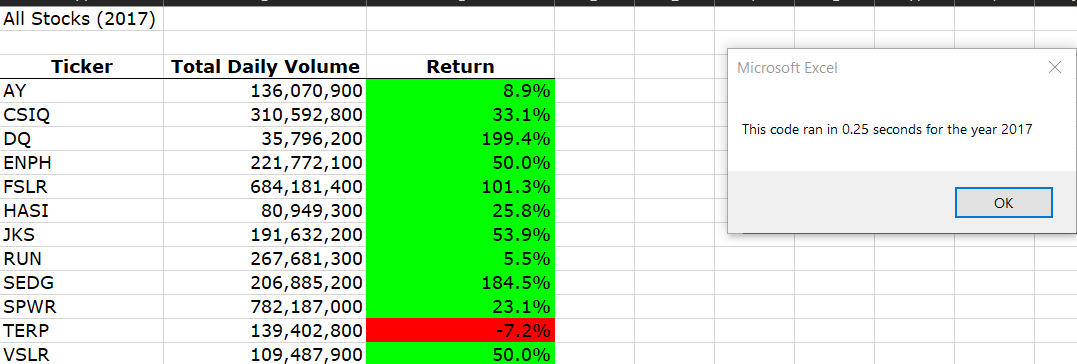 All Stocks (2017)
Ticker Total Daily Volume Return
AY 136,070,900 8.9%
CSIQ 310,592,800 33.1%
DQ 35,796,200 199.4%
ENPH 221,772,100 50.0%
FSLR 684,181,400 101.3%
HASI 80,949,300 25.8%
JKS 191,632,200 53.9%
RUN 267,681,300 5.5%
SEDG 206,885,200 184.5%
SPWR 782,187,000 23.1%
TERP 139,402,800 -7.2%
VSLR 109,487,900 50.0%
Microsoft Excel
This code ran in 0.25 seconds for the year 2017
OK